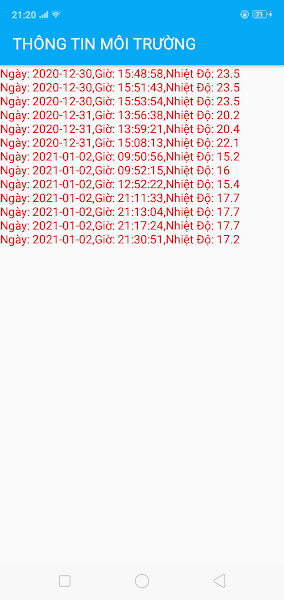 21:20
71
THÔNG TIN MÔI TRƯỜNG
Ngày: 2020-12-30,Giờ: 15:48:58,Nhiệt Độ: 23.5
Ngày: 2020-12-30,Giờ: 15:51:43,Nhiệt Độ: 23.5
Ngày: 2020-12-30,Giờ: 15:53:54,Nhiệt Độ: 23.5
Ngày: 2020-12-31,Giờ: 13:56:38,Nhiệt Độ: 20.2
Ngày: 2020-12-31,Giờ: 13:59:21,Nhiệt Độ: 20.4
Ngày: 2020-12-31,Giờ: 15:08:13,Nhiệt Độ: 22.1
Ngày: 2021-01-02,Giờ: 09:50:56,Nhiệt Độ: 15.2
Ngày: 2021-01-02,Giờ: 09:52:15,Nhiệt Độ: 16
Ngày: 2021-01-02,Giờ: 12:52:22,Nhiệt Độ: 15.4
Ngày: 2021-01-02,Giờ: 21:11:33,Nhiệt Độ: 17.7
Ngày: 2021-01-02,Giờ: 21:13:04,Nhiệt Độ: 17.7
Ngày: 2021-01-02,Giờ: 21:17:24,Nhiệt Độ: 17.7
Ngày: 2021-01-02,Giờ: 21:30:51,Nhiệt Độ: 17.2